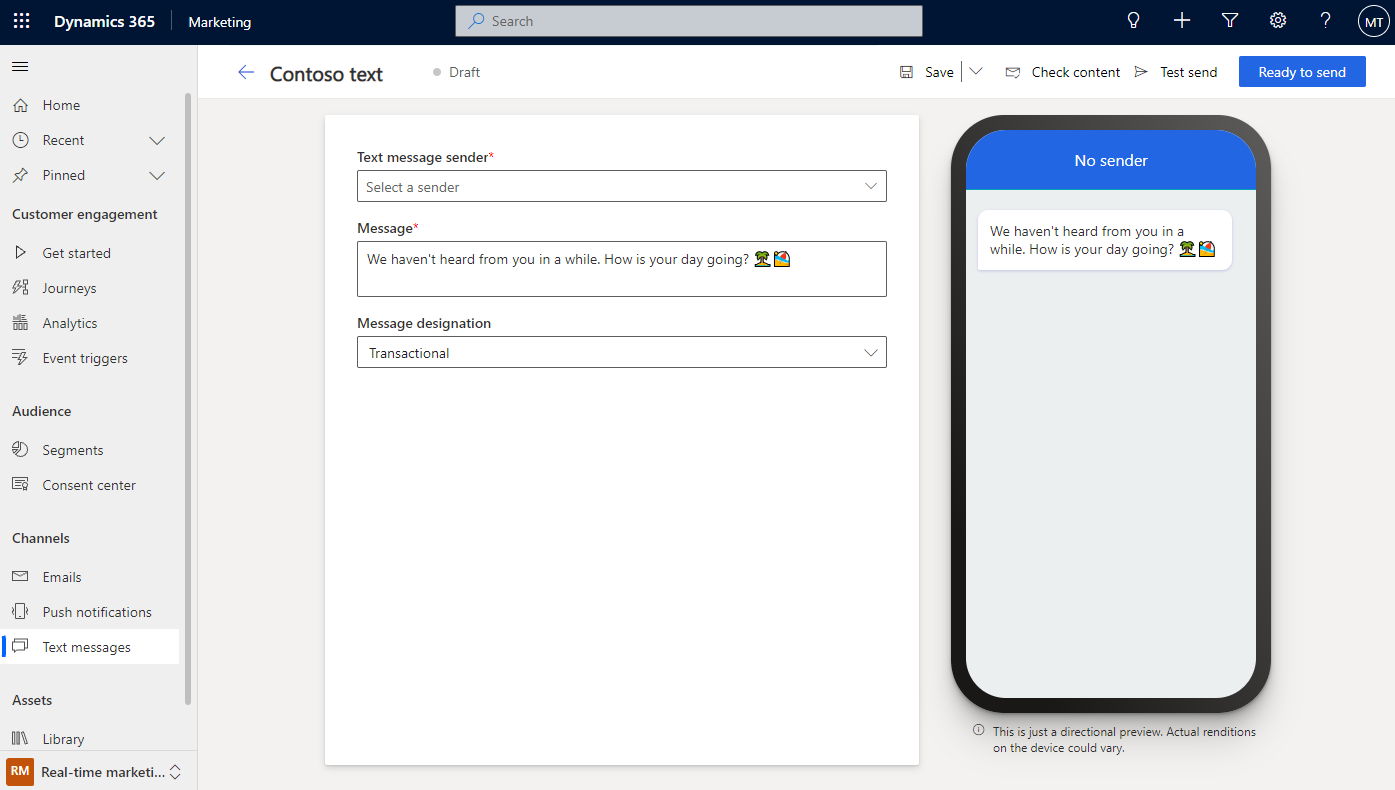 Dynamics 365
Marketing
Search
MT
Home
Recent
Pinned
Customer engagement
Get started
Journeys
Analytics
Event triggers
Audience
Segments
Consent center
Channels
Emails
Push notifications
Text messages
Assets
Library
RM
Real-time marketi...
Contoso text
Draft
Save
Check content
Test send
Ready to send
Text message sender*
Select a sender
Message*
We haven't heard from you in a while. How is your day going? 🏝️🏖️
Message designation
Transactional
No sender
We haven't heard from you in a
while. How is your day going? 🏝️🏖️
This is just a directional preview. Actual renditions
on the device could vary.